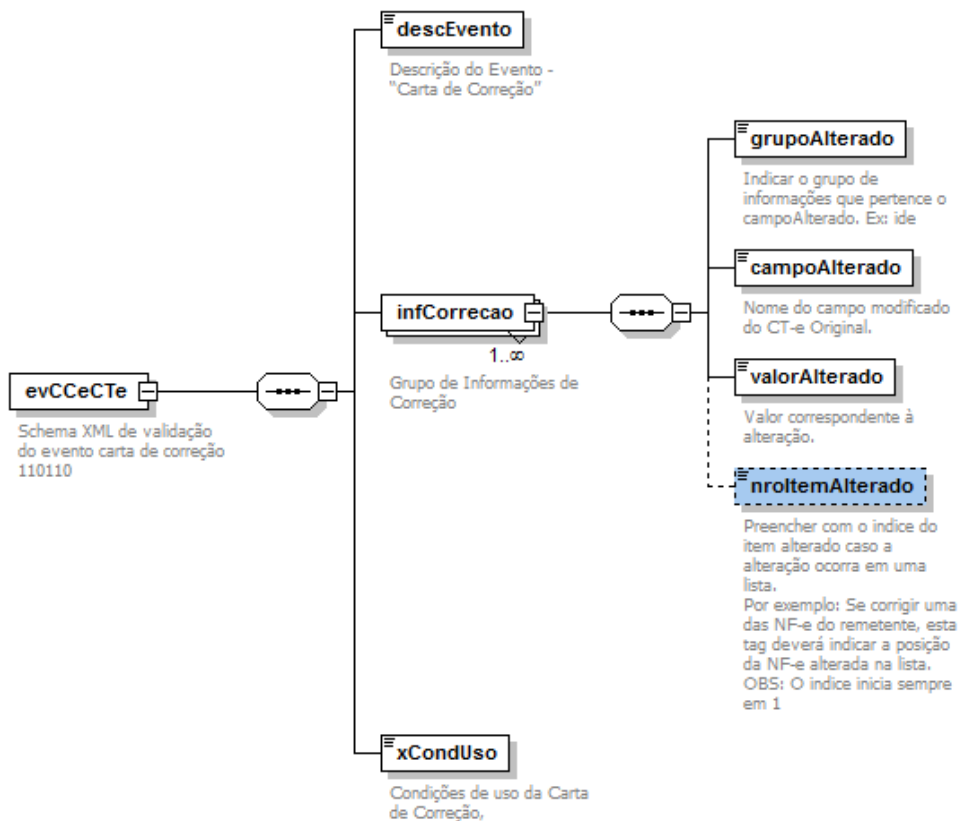 descEvento
Descrição do Evento -
"Carta de Correção"
grupoAlterado
Indicar o grupo de
informações que pertence o
campoAlterado. Ex: ide
campoAlterado
Nome do campo modificado
do CT-e Original.
infCorrecao
1..∞
Grupo de Informações de
Correção
valorAlterado
Valor correspondente à
alteração.
evCCeCTe
Schema XML de validação
do evento carta de correção
110110
nroItemAlterado
Preencher com o indice do
item alterado caso a
alteração ocorra em uma
lista.
Por exemplo: Se corrigir uma
das NF-e do remetente, esta
tag deverá indicar a posição
da NF-e alterada na lista.
OBS: O indice inicia sempre
em 1
xCondUso
Condições de uso da Carta
de Correção,